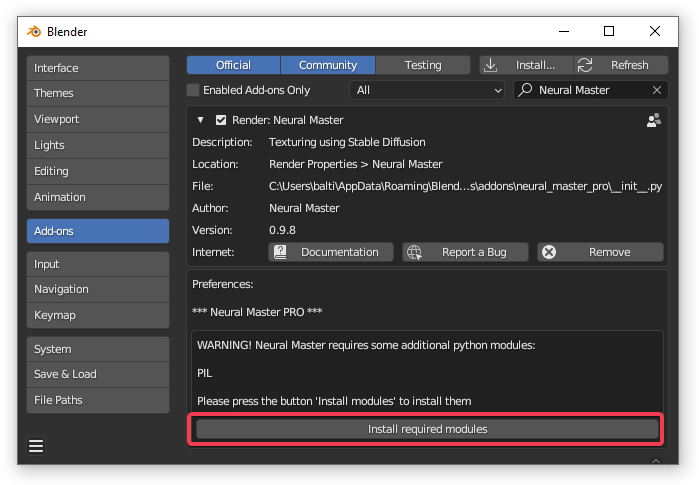 Blender
Interface
Themes
Viewport
Lights
Editing
Animation
Add-ons
Input
Navigation
Keymap
System
Save & Load
File Paths
Official Community Testing Install... Refresh
Enabled Add-ons Only All Neural Master
Render: Neural Master
Description: Texturing using Stable Diffusion
Location: Render Properties > Neural Master
File: C:\Users\balti\AppData\Roaming\Blend...s\addons\neural_master_pro\__init__.py
Author: Neural Master
Version: 0.9.8
Internet: Documentation Report a Bug Remove
Preferences:
*** Neural Master PRO ***
WARNING! Neural Master requires some additional python modules:
PIL
Please press the button 'Install modules' to install them
Install required modules